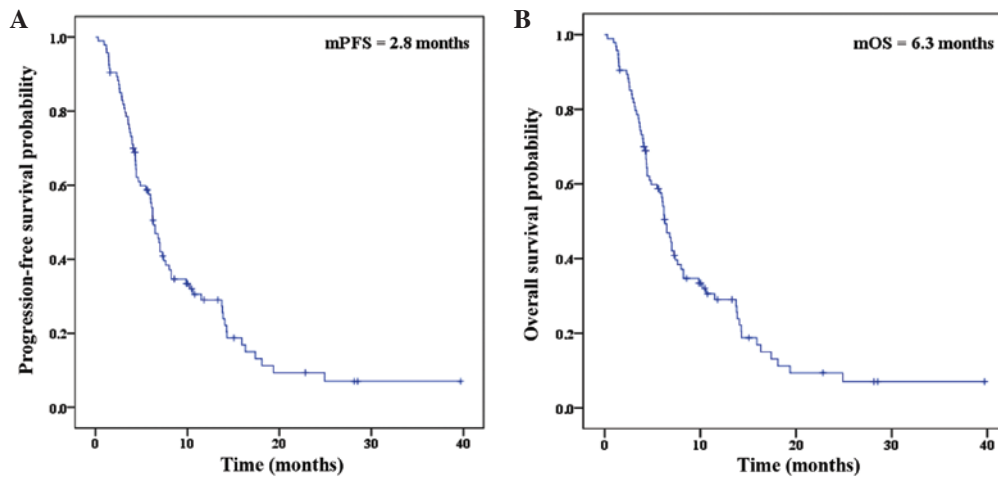 A
mPFS = 2.8 months
Progression-free survival probability
1.0
0.8
0.6
0.4
0.2
0.0
0
10
20
30
40
Time (months)
B
mOS = 6.3 months
Overall survival probability
1.0
0.8
0.6
0.4
0.2
0.0
0
10
20
30
40
Time (months)